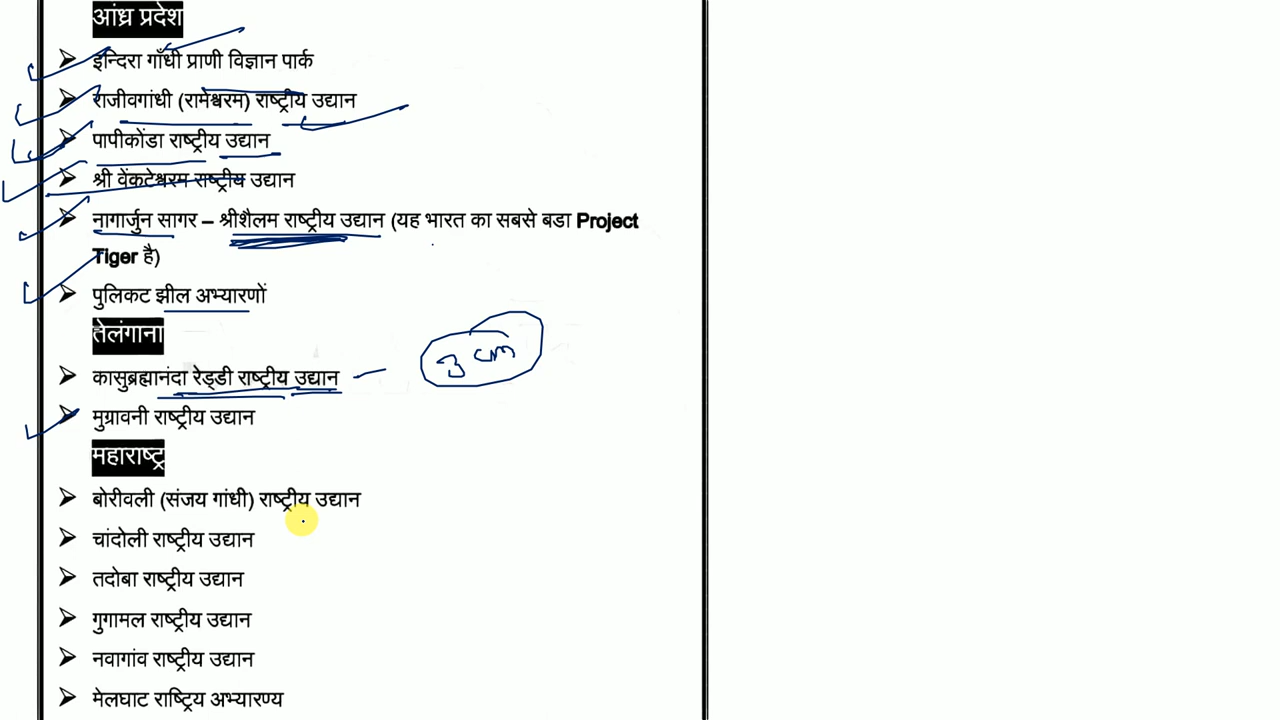 आंध्र प्रदेश
इन्दिरा गाँधी प्राणी विज्ञान पार्क
राजीवगांधी (रामेश्वरम) राष्ट्रीय उद्यान
पापीकोंडा राष्ट्रीय उद्यान
श्री वेंकटेश्वरम राष्ट्रीय उद्यान
नागार्जुन सागर – श्रीशैलम राष्ट्रीय उद्यान (यह भारत का सबसे बडा Project
Tiger है)
पुलिकट झील अभ्यारणों
तेलंगाना
कासुब्रह्मानंदा रेड्डी राष्ट्रीय उद्यान
3 cm
मुग्रावनी राष्ट्रीय उद्यान
महाराष्ट्र
बोरीवली (संजय गांधी) राष्ट्रीय उद्यान
चांदोली राष्ट्रीय उद्यान
तदोबा राष्ट्रीय उद्यान
गुगामल राष्ट्रीय उद्यान
नवागांव राष्ट्रीय उद्यान
मेलघाट राष्ट्रिय अभ्यारण्य